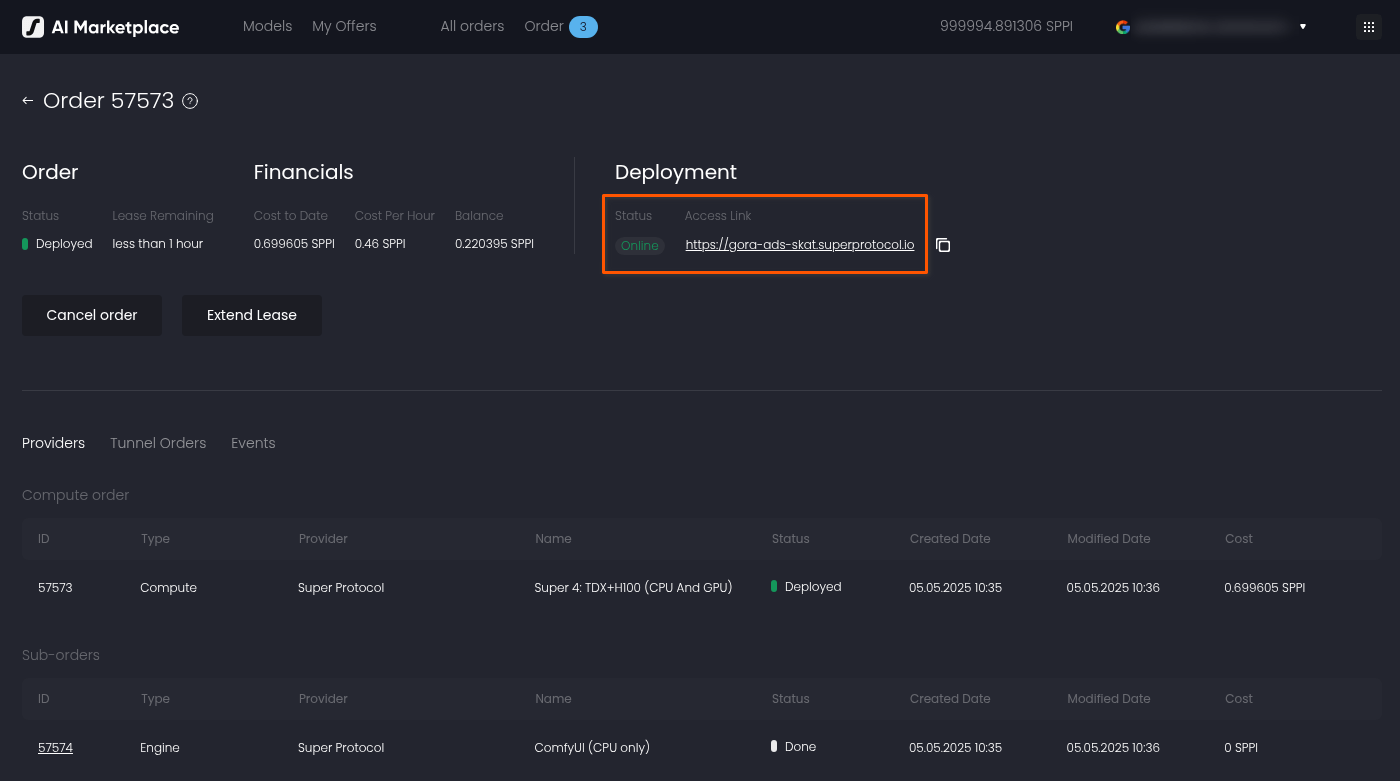 AI Marketplace Models My Offers All orders Order 3 999994.891306 SPPI
← Order 57573 ?
Order
Status Lease Remaining
Deployed less than 1 hour
Financials
Cost to Date Cost Per Hour Balance
0.699605 SPPI 0.46 SPPI 0.220395 SPPI
Deployment
Status Access Link
Online https://gora-ads-skat.superprotocol.io
Cancel order Extend Lease
Providers Tunnel Orders Events
Compute order
ID Type Provider Name Status Created Date Modified Date Cost
57573 Compute Super Protocol Super 4: TDX+H100 (CPU And GPU) Deployed 05.05.2025 10:35 05.05.2025 10:36 0.699605 SPPI
Sub-orders
ID Type Provider Name Status Created Date Modified Date Cost
57574 Engine Super Protocol ComfyUI (CPU only) Done 05.05.2025 10:35 05.05.2025 10:36 0 SPPI